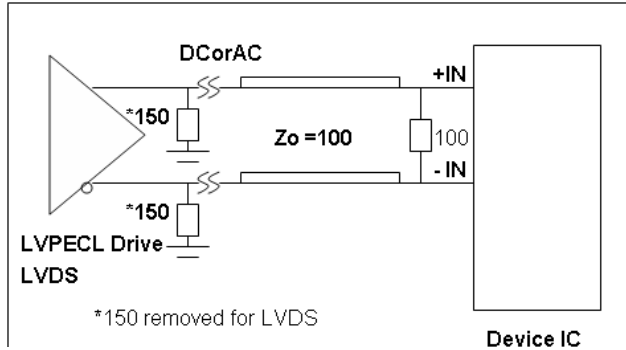 DCorAC
+IN
*150
Zo =100
100
- IN
*150
LVPECL Drive
LVDS
*150 removed for LVDS
Device IC